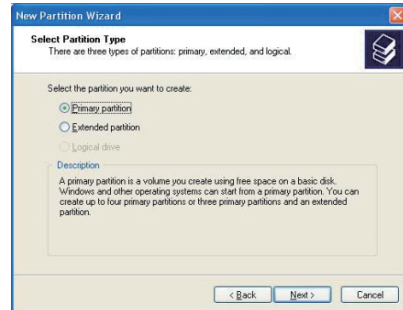 New Partition Wizard
Select Partition Type
There are three types of partitions: primary, extended, and logical.
Select the partition you want to create:
Primary partition
Extended partition
Logical drive
Description
A primary partition is a volume you create using free space on a basic disk.
Windows and other operating systems can start from a primary partition. You can
create up to four primary partitions or three primary partitions and an extended
partition.
< Back
Next >
Cancel